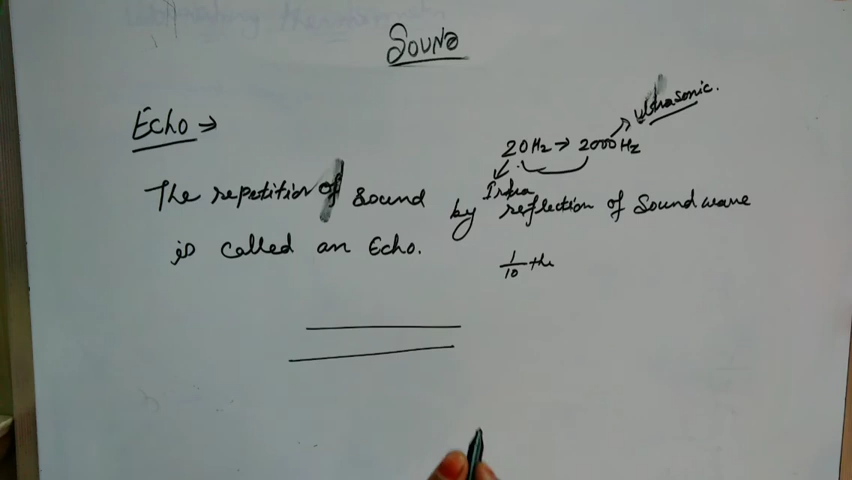 Sound
Echo →
20Hz → 2000Hz
Ultrasonic.
Infra
The repetition of sound by reflection of Sound wave
is called an Echo.
1/10 th